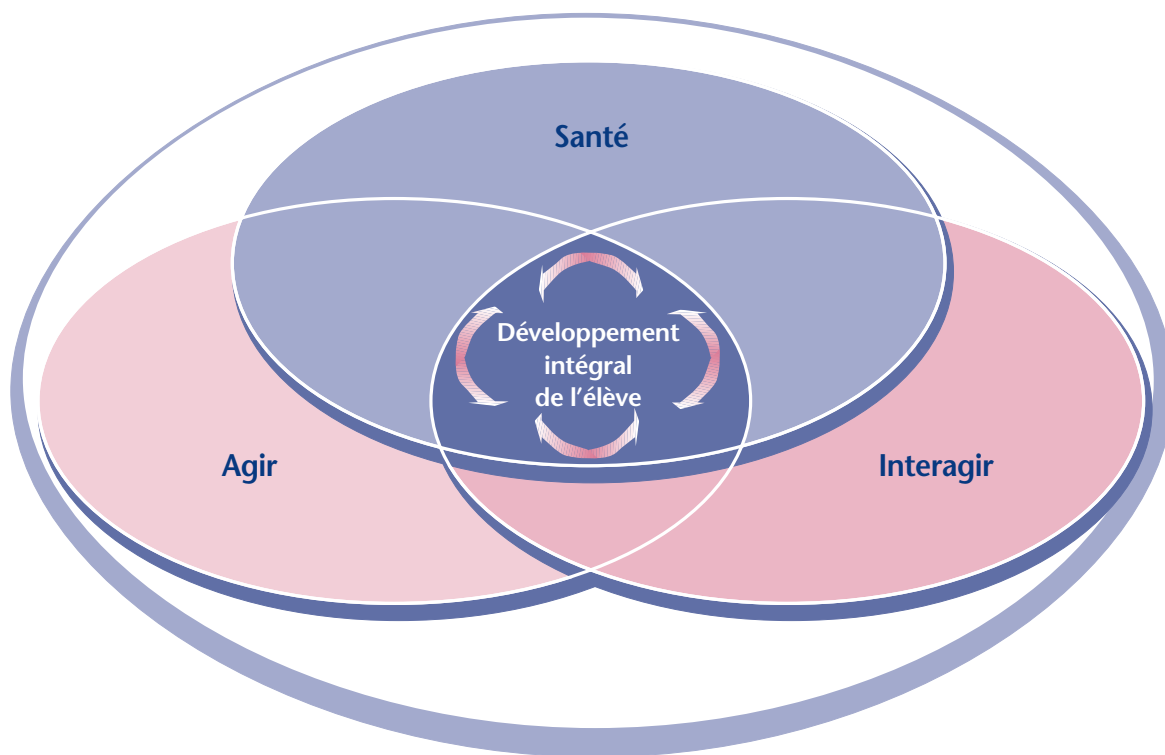 Santé
Développement
intégral
de l’élève
Agir
Interagir